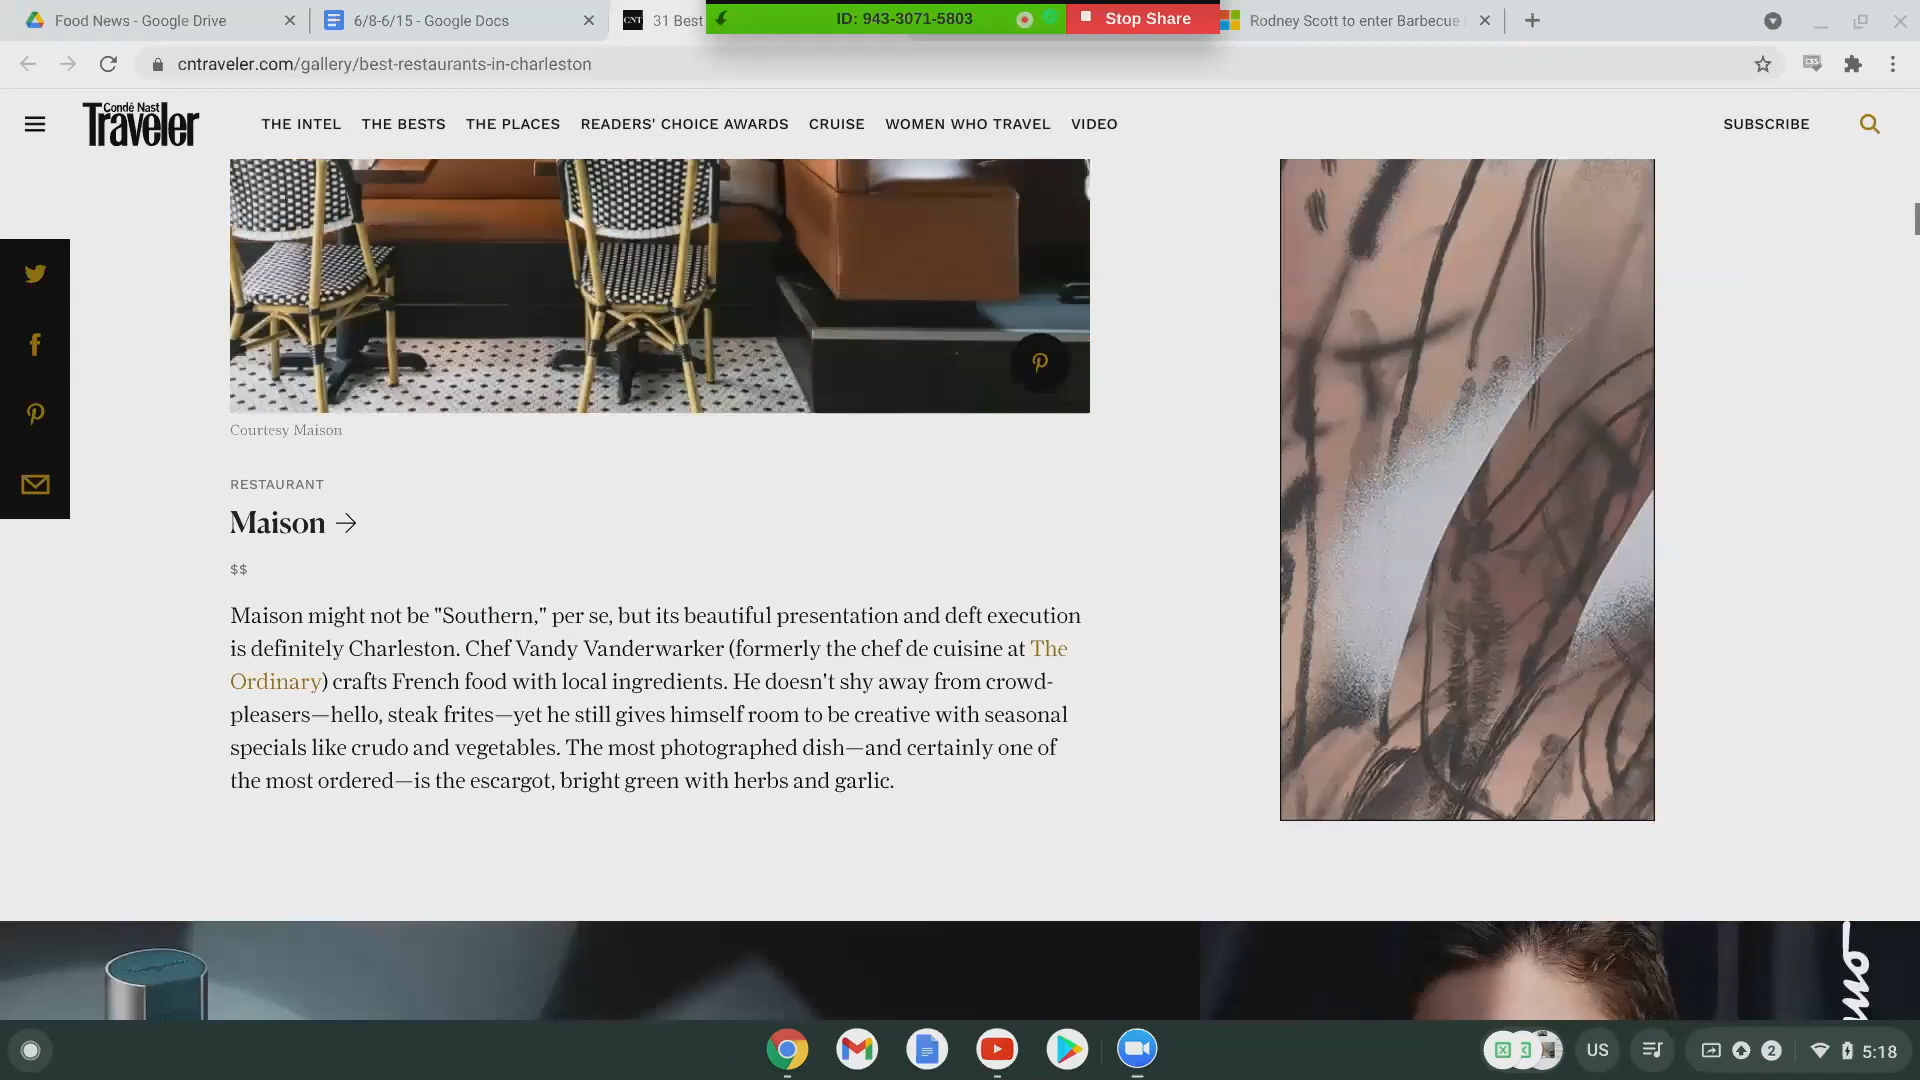 Food News - Google Drive
6/8-6/15 - Google Docs
CNT
31 Best
ID: 943-3071-5803
Stop Share
Rodney Scott to enter Barbecue
cntraveler.com/gallery/best-restaurants-in-charleston
CSS
Condé Nast
Traveler
THE INTEL
THE BESTS
THE PLACES
READERS' CHOICE AWARDS
CRUISE
WOMEN WHO TRAVEL
VIDEO
SUBSCRIBE
Courtesy Maison
RESTAURANT
Maison →
$$
Maison might not be "Southern," per se, but its beautiful presentation and deft execution
is definitely Charleston. Chef Vandy Vanderwarker (formerly the chef de cuisine at The
Ordinary) crafts French food with local ingredients. He doesn't shy away from crowd-
pleasers—hello, steak frites—yet he still gives himself room to be creative with seasonal
specials like crudo and vegetables. The most photographed dish—and certainly one of
the most ordered—is the escargot, bright green with herbs and garlic.
US
2
5:18